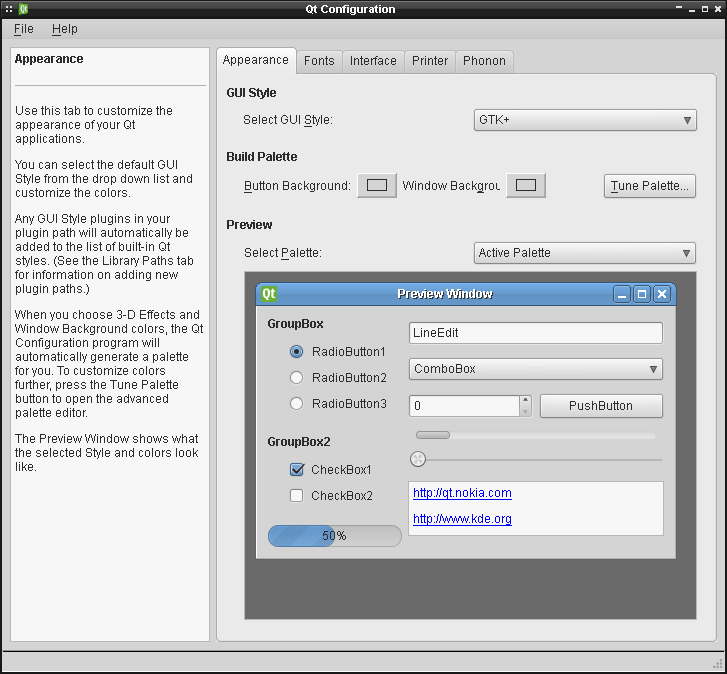 Qt Configuration
File Help
Appearance
Use this tab to customize the
appearance of your Qt
applications.
You can select the default GUI
Style from the drop down list and
customize the colors.
Any GUI Style plugins in your
plugin path will automatically be
added to the list of built-in Qt
styles. (See the Library Paths tab
for information on adding new
plugin paths.)
When you choose 3-D Effects and
Window Background colors, the Qt
Configuration program will
automatically generate a palette
for you. To customize colors
further, press the Tune Palette
button to open the advanced
palette editor.
The Preview Window shows what
the selected Style and colors look
like.
Appearance Fonts Interface Printer Phonon
GUI Style
Select GUI Style: GTK+
Build Palette
Button Background: Window Backgrou Tune Palette...
Preview
Select Palette: Active Palette
Qt Preview Window
GroupBox
RadioButton1
RadioButton2
RadioButton3
GroupBox2
CheckBox1
CheckBox2
50%
LineEdit
ComboBox
0 PushButton
http://qt.nokia.com
http://www.kde.org